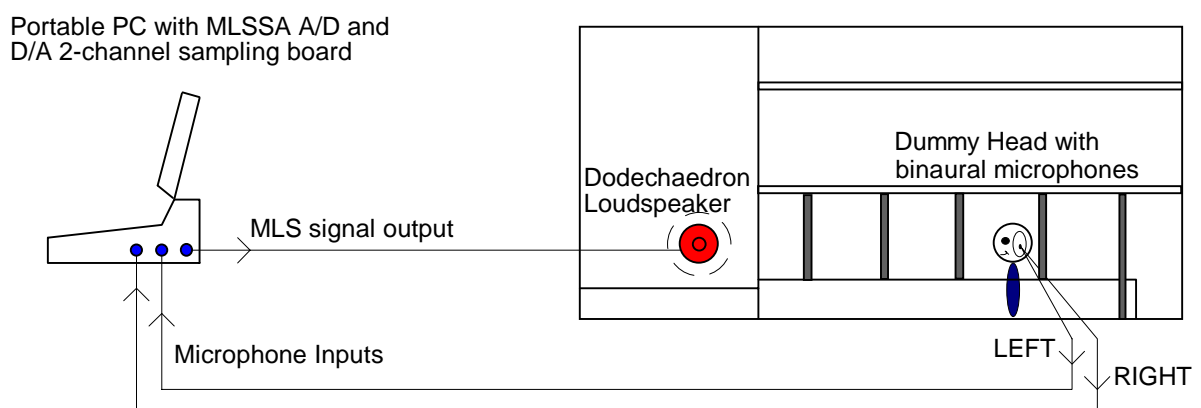 Portable PC with MLSSA A/D and
D/A 2-channel sampling board
Dummy Head with
binaural microphones
Dodechaedron
Loudspeaker
MLS signal output
LEFT
Microphone Inputs
RIGHT